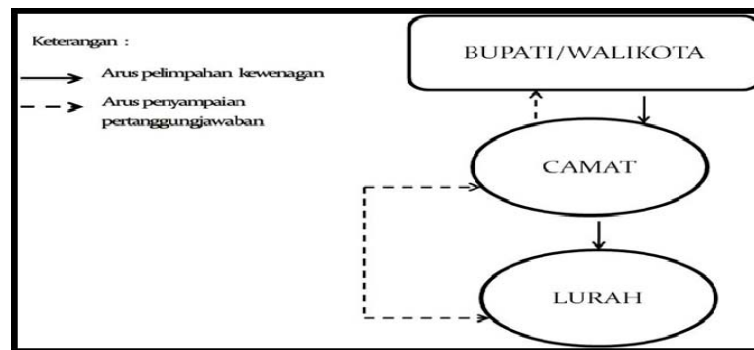 Keterangan :
Arus pelimpahan kewenagan
Arus penyampaian
pertanggungjawaban
BUPATI/WALIKOTA
CAMAT
LURAH